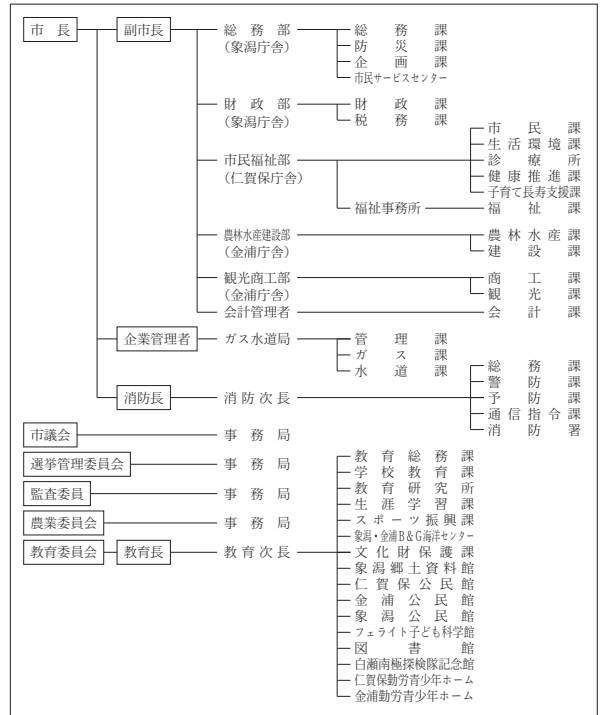 市長 副市長 総務部 総務課
(象潟庁舎) 防災課
企画課
市民サービスセンター
財政部 財政課
(象潟庁舎) 税務課
市民課
生活環境課
市民福祉部 診療所
(仁賀保庁舎) 健康推進課
子育て長寿支援課
福祉事務所 福祉課
農林水産建設部 農林水産課
(金浦庁舎) 建設課
観光商工部 商工課
(金浦庁舎) 観光課
会計管理者 会計課
企業管理者 ガス水道局 管理課
ガス課
水道課
総務課
警防課
消防長 消防次長 予防課
通信指令課
消防署
市議会 事務局
選挙管理委員会 事務局
監査委員 事務局
農業委員会 事務局
教育委員会 教育長 教育次長
教育総務課
学校教育課
教育研究所
生涯学習課
スポーツ振興課
象潟・金浦B&G海洋センター
文化財保護課
象潟郷土資料館
仁賀保公民館
金浦公民館
象潟公民館
フェライト子ども科学館
図書館
白瀬南極探検隊記念館
仁賀保勤労青少年ホーム
金浦勤労青少年ホーム